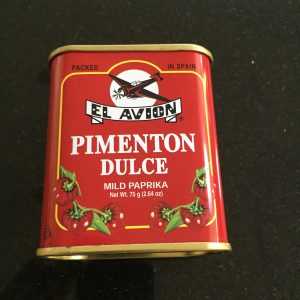 PACKED IN SPAIN
EL AVION®
PIMENTON
DULCE
MILD PAPRIKA
Net Wt. 75 g (2.64 oz)